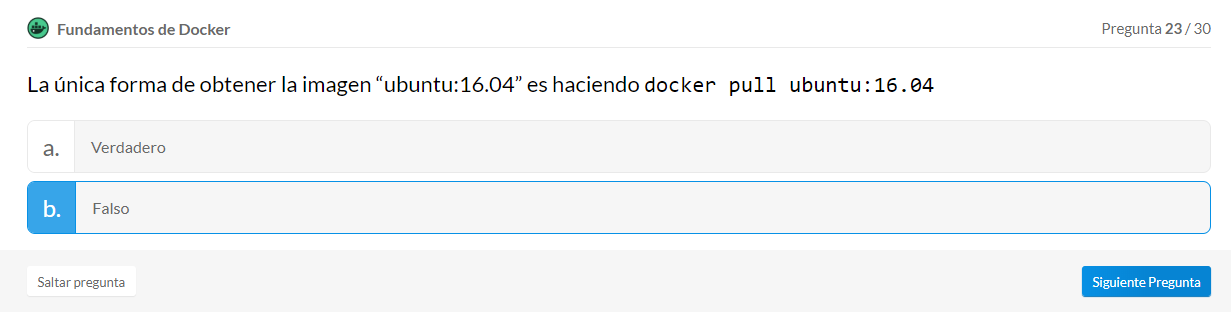 Fundamentos de Docker
Pregunta 23 / 30
La única forma de obtener la imagen “ubuntu:16.04” es haciendo docker pull ubuntu:16.04
a. Verdadero
b. Falso
Saltar pregunta
Siguiente Pregunta